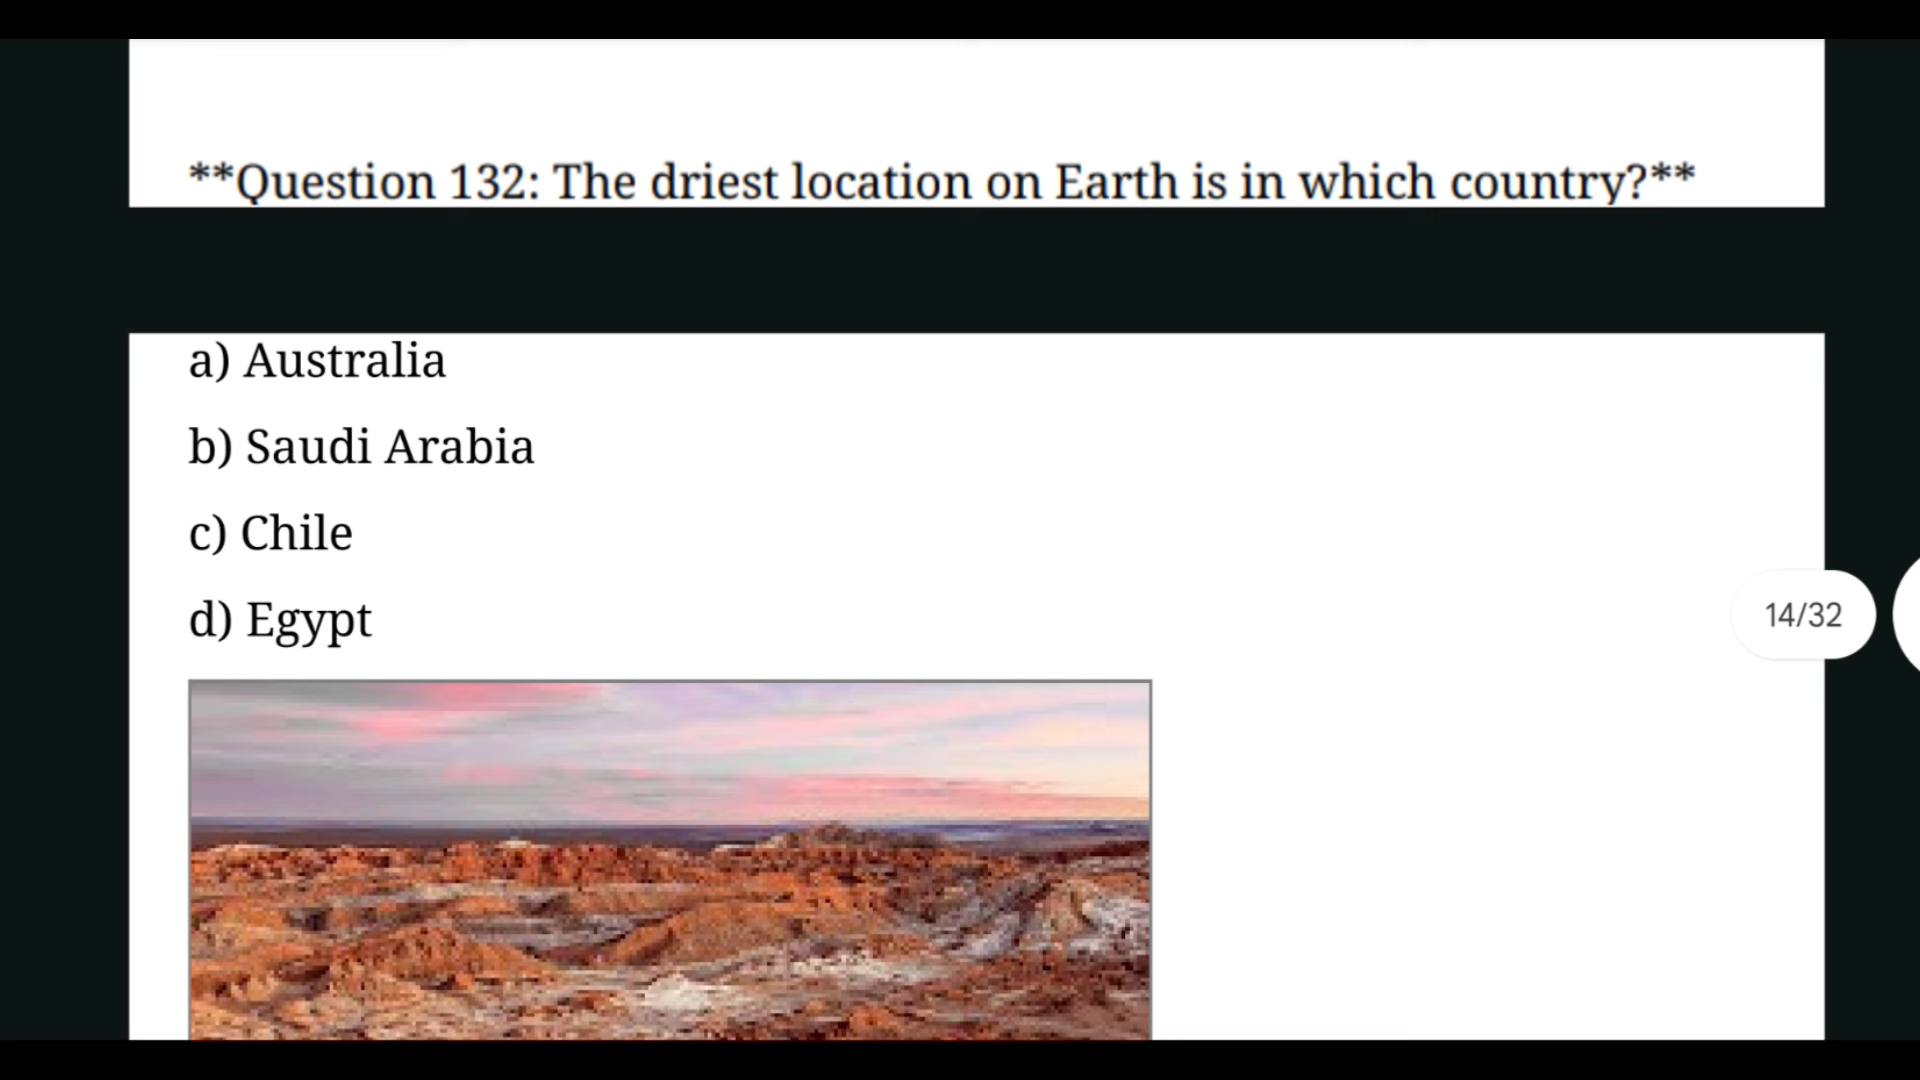 **Question 132: The driest location on Earth is in which country?**
a) Australia
b) Saudi Arabia
c) Chile
d) Egypt
14/32